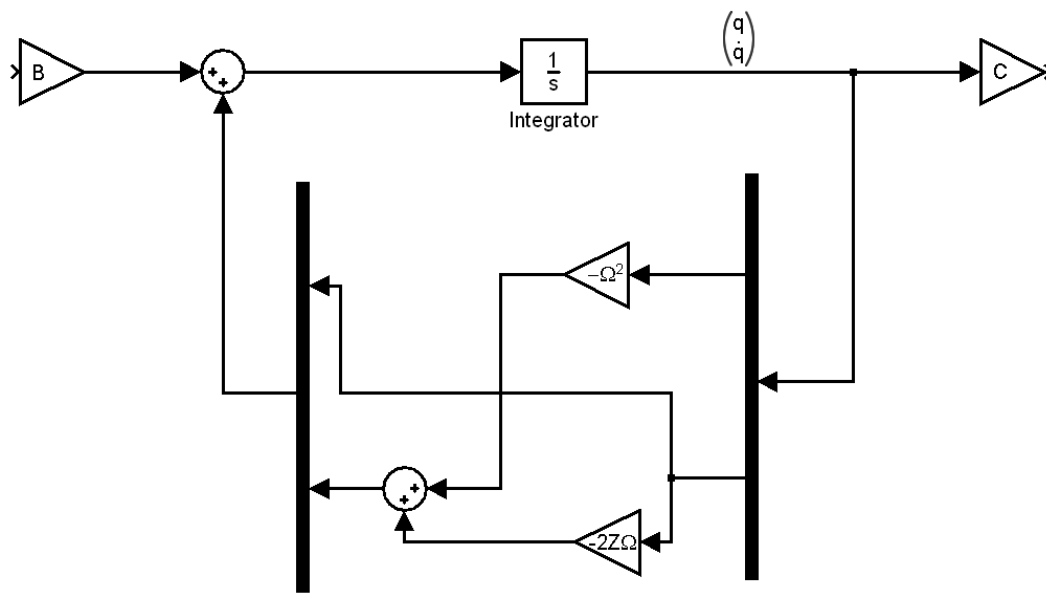 q
q̇
B
+
+
1
s
C
Integrator
−Ω²
+
+
-2ZΩ